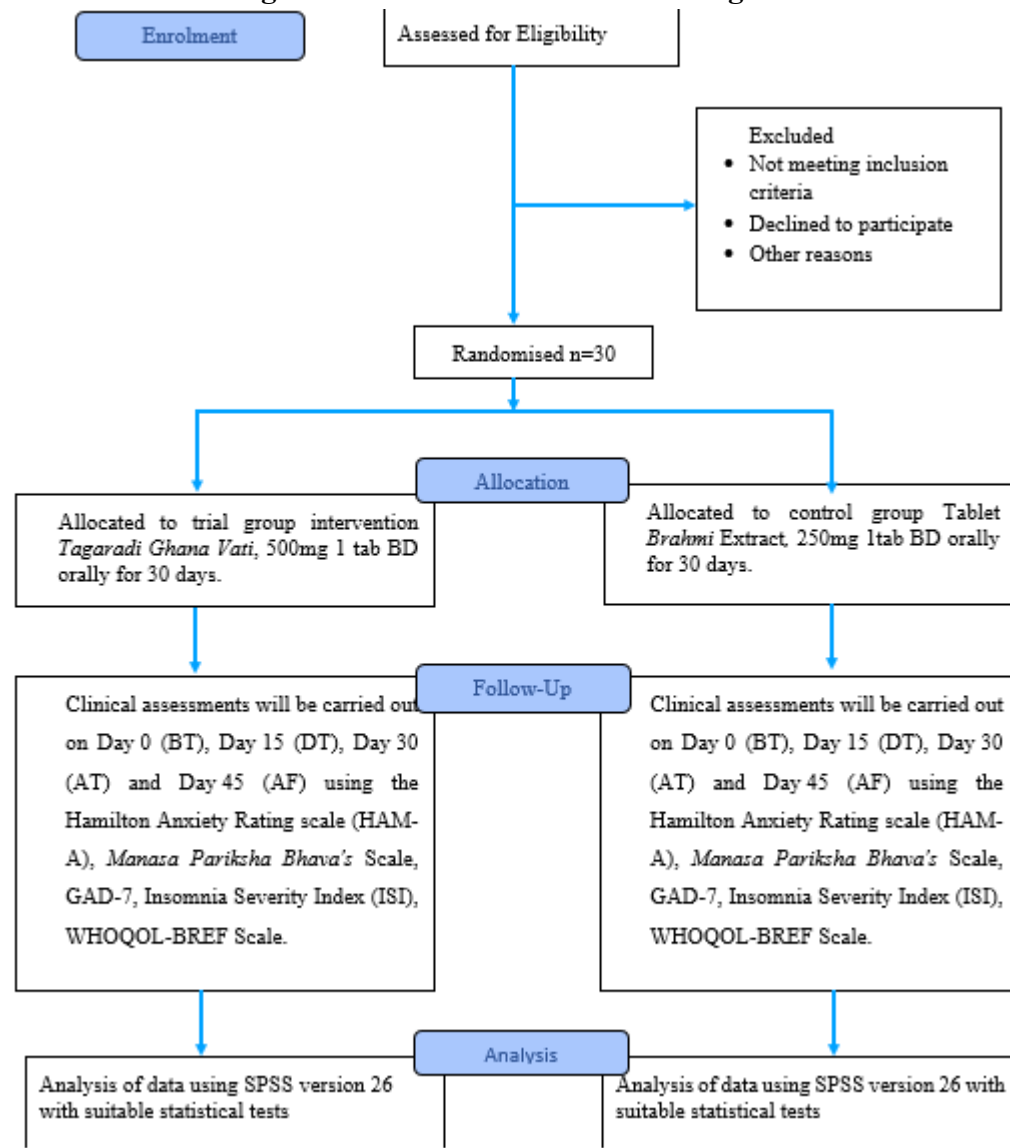 Enrolment
Assessed for Eligibility
Excluded
• Not meeting inclusion
criteria
• Declined to participate
• Other reasons
Randomised n=30
Allocation
Allocated to trial group intervention
Tagaradi Ghana Vati, 500mg 1 tab BD
orally for 30 days.
Allocated to control group Tablet
Brahmi Extract, 250mg 1tab BD orally
for 30 days.
Follow-Up
Clinical assessments will be carried out
on Day 0 (BT), Day 15 (DT), Day 30
(AT) and Day 45 (AF) using the
Hamilton Anxiety Rating scale (HAM-
A), Manasa Pariksha Bhava's Scale,
GAD-7, Insomnia Severity Index (ISI),
WHOQOL-BREF Scale.
Clinical assessments will be carried out
on Day 0 (BT), Day 15 (DT), Day 30
(AT) and Day 45 (AF) using the
Hamilton Anxiety Rating scale (HAM-
A), Manasa Pariksha Bhava's Scale,
GAD-7, Insomnia Severity Index (ISI),
WHOQOL-BREF Scale.
Analysis
Analysis of data using SPSS version 26
with suitable statistical tests
Analysis of data using SPSS version 26 with
suitable statistical tests